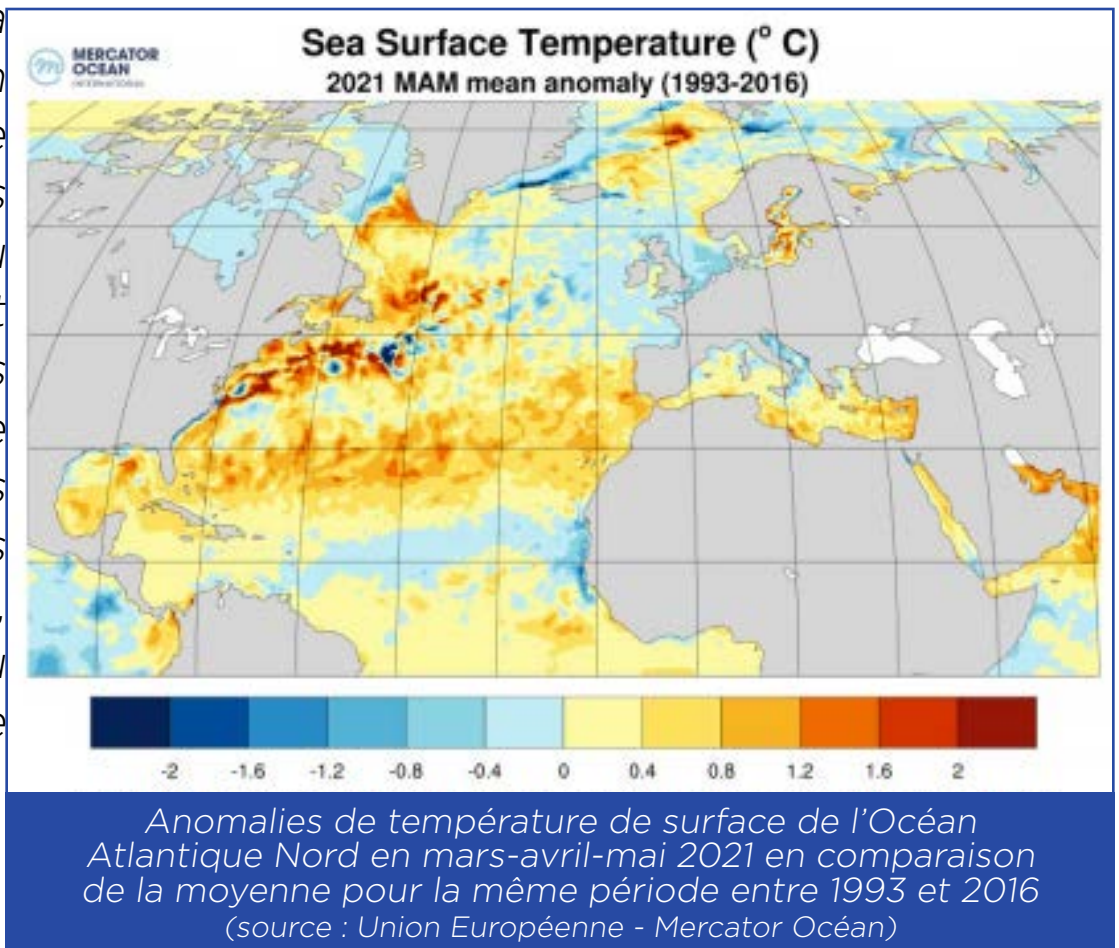 MERCATOR
OCEAN
INTERNATIONAL
Sea Surface Temperature (° C)
2021 MAM mean anomaly (1993-2016)
-2 -1.6 -1.2 -0.8 -0.4 0 0.4 0.8 1.2 1.6 2
Anomalies de température de surface de l'Océan
Atlantique Nord en mars-avril-mai 2021 en comparaison
de la moyenne pour la même période entre 1993 et 2016
(source : Union Européenne - Mercator Océan)